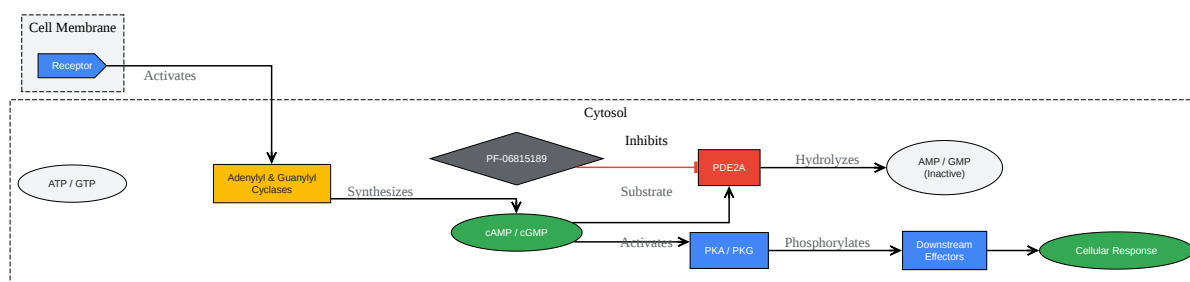 Cell Membrane
Receptor
Activates
Cytosol
ATP / GTP
Adenylyl & Guanylyl
Cyclases
Synthesizes
PF-06815189
Inhibits
PDE2A
Hydrolyzes
AMP / GMP
(Inactive)
Substrate
cAMP / cGMP
Activates
PKA / PKG
Phosphorylates
Downstream
Effectors
Cellular Response